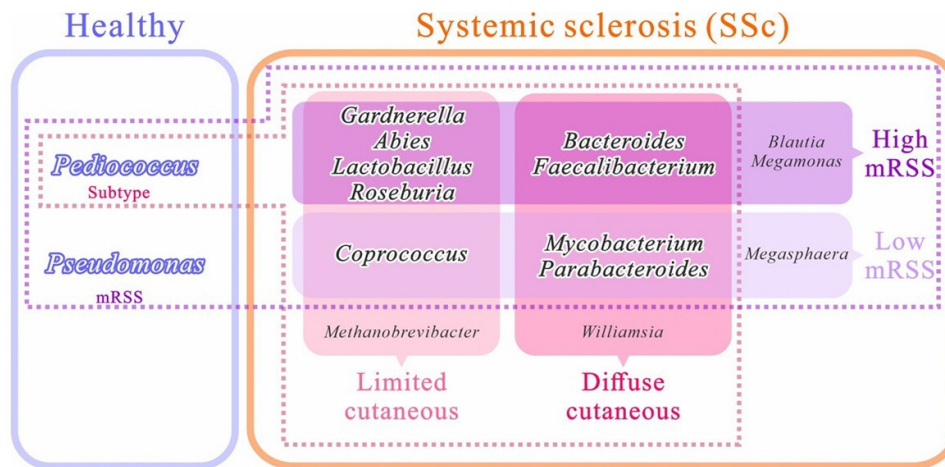 Healthy
Systemic sclerosis (SSc)
Pediococcus
Subtype
Pseudomonas
mRSS
Gardnerella
Abies
Lactobacillus
Roseburia
Bacteroides
Faecalibacterium
Blautia
Megamonas
High
mRSS
Coprococcus
Mycobacterium
Parabacteroides
Megasphaera
Low
mRSS
Methanobrevibacter
Williamsia
Limited
cutaneous
Diffuse
cutaneous